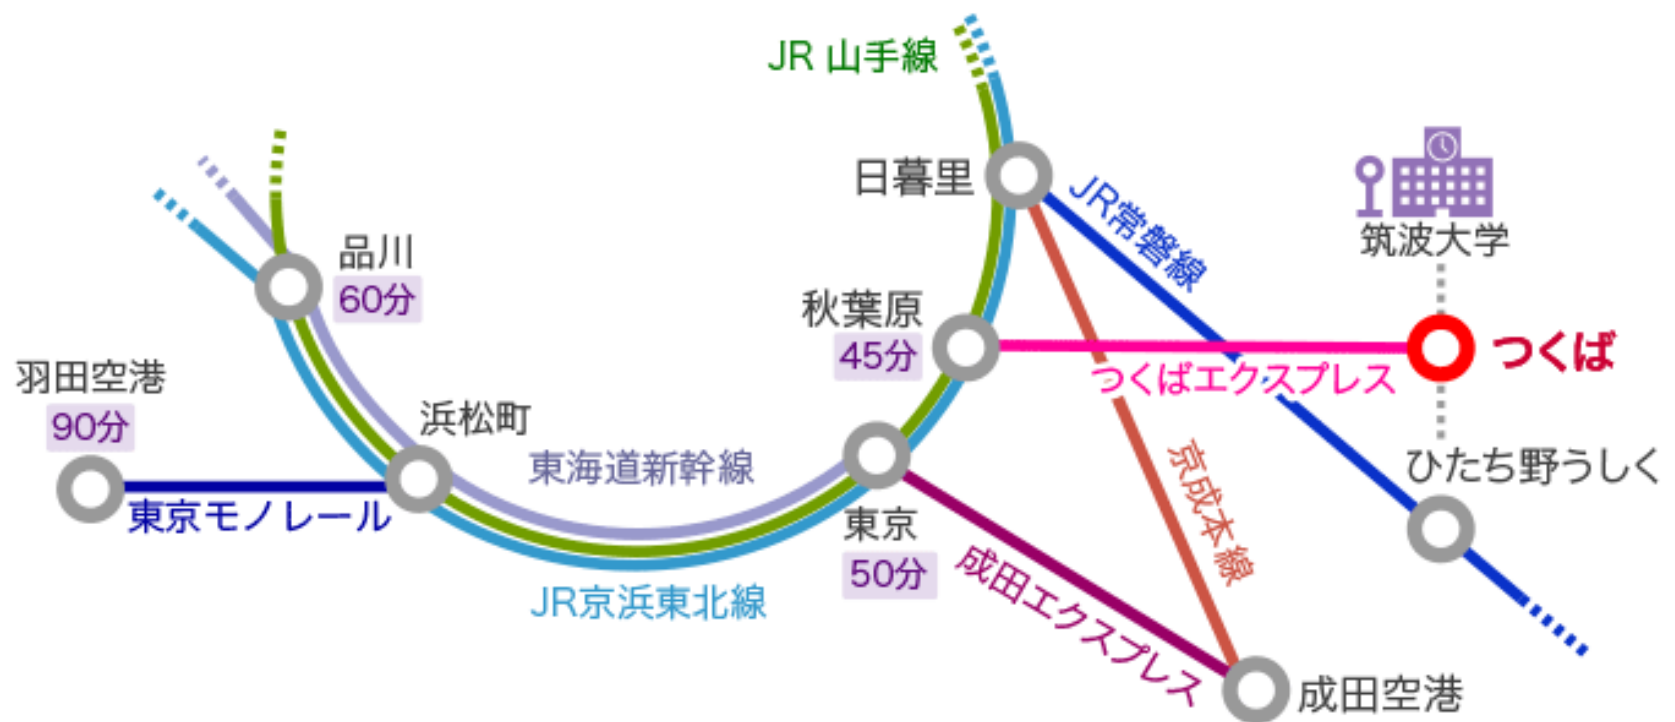 JR 山手線
日暮里
JR常磐線
筑波大学
品川
60分
秋葉原
45分
つくば
つくばエクスプレス
羽田空港
90分
浜松町
東海道新幹線
東京モノレール
東京
50分
ひたち野うしく
京成本線
成田エクスプレス
JR京浜東北線
成田空港